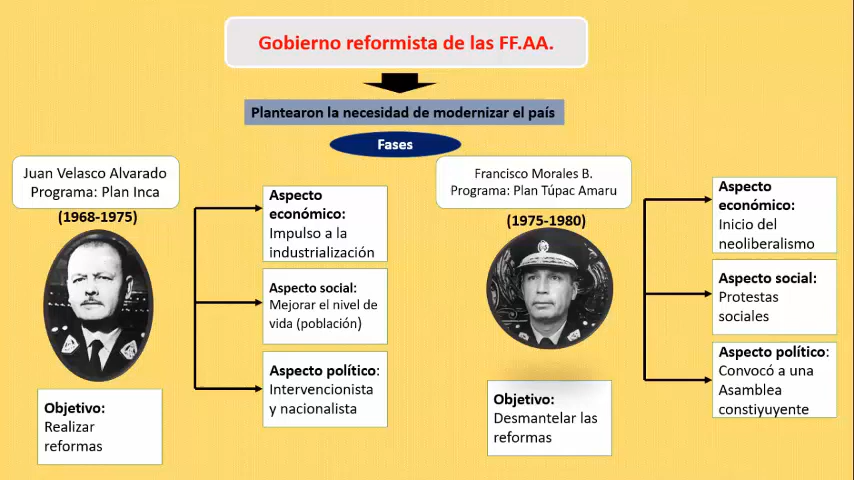 Gobierno reformista de las FF.AA.
Plantearon la necesidad de modernizar el país
Fases
Juan Velasco Alvarado
Programa: Plan Inca
(1968-1975)
Aspecto
económico:
Impulso a la
industrialización
Aspecto social:
Mejorar el nivel de
vida (población)
Aspecto político:
Intervencionista
y nacionalista
Objetivo:
Realizar
reformas
Francisco Morales B.
Programa: Plan Túpac Amaru
(1975-1980)
Aspecto
económico:
Inicio del
neoliberalismo
Aspecto social:
Protestas
sociales
Aspecto político:
Convocó a una
Asamblea
constiyuyente
Objetivo:
Desmantelar las
reformas